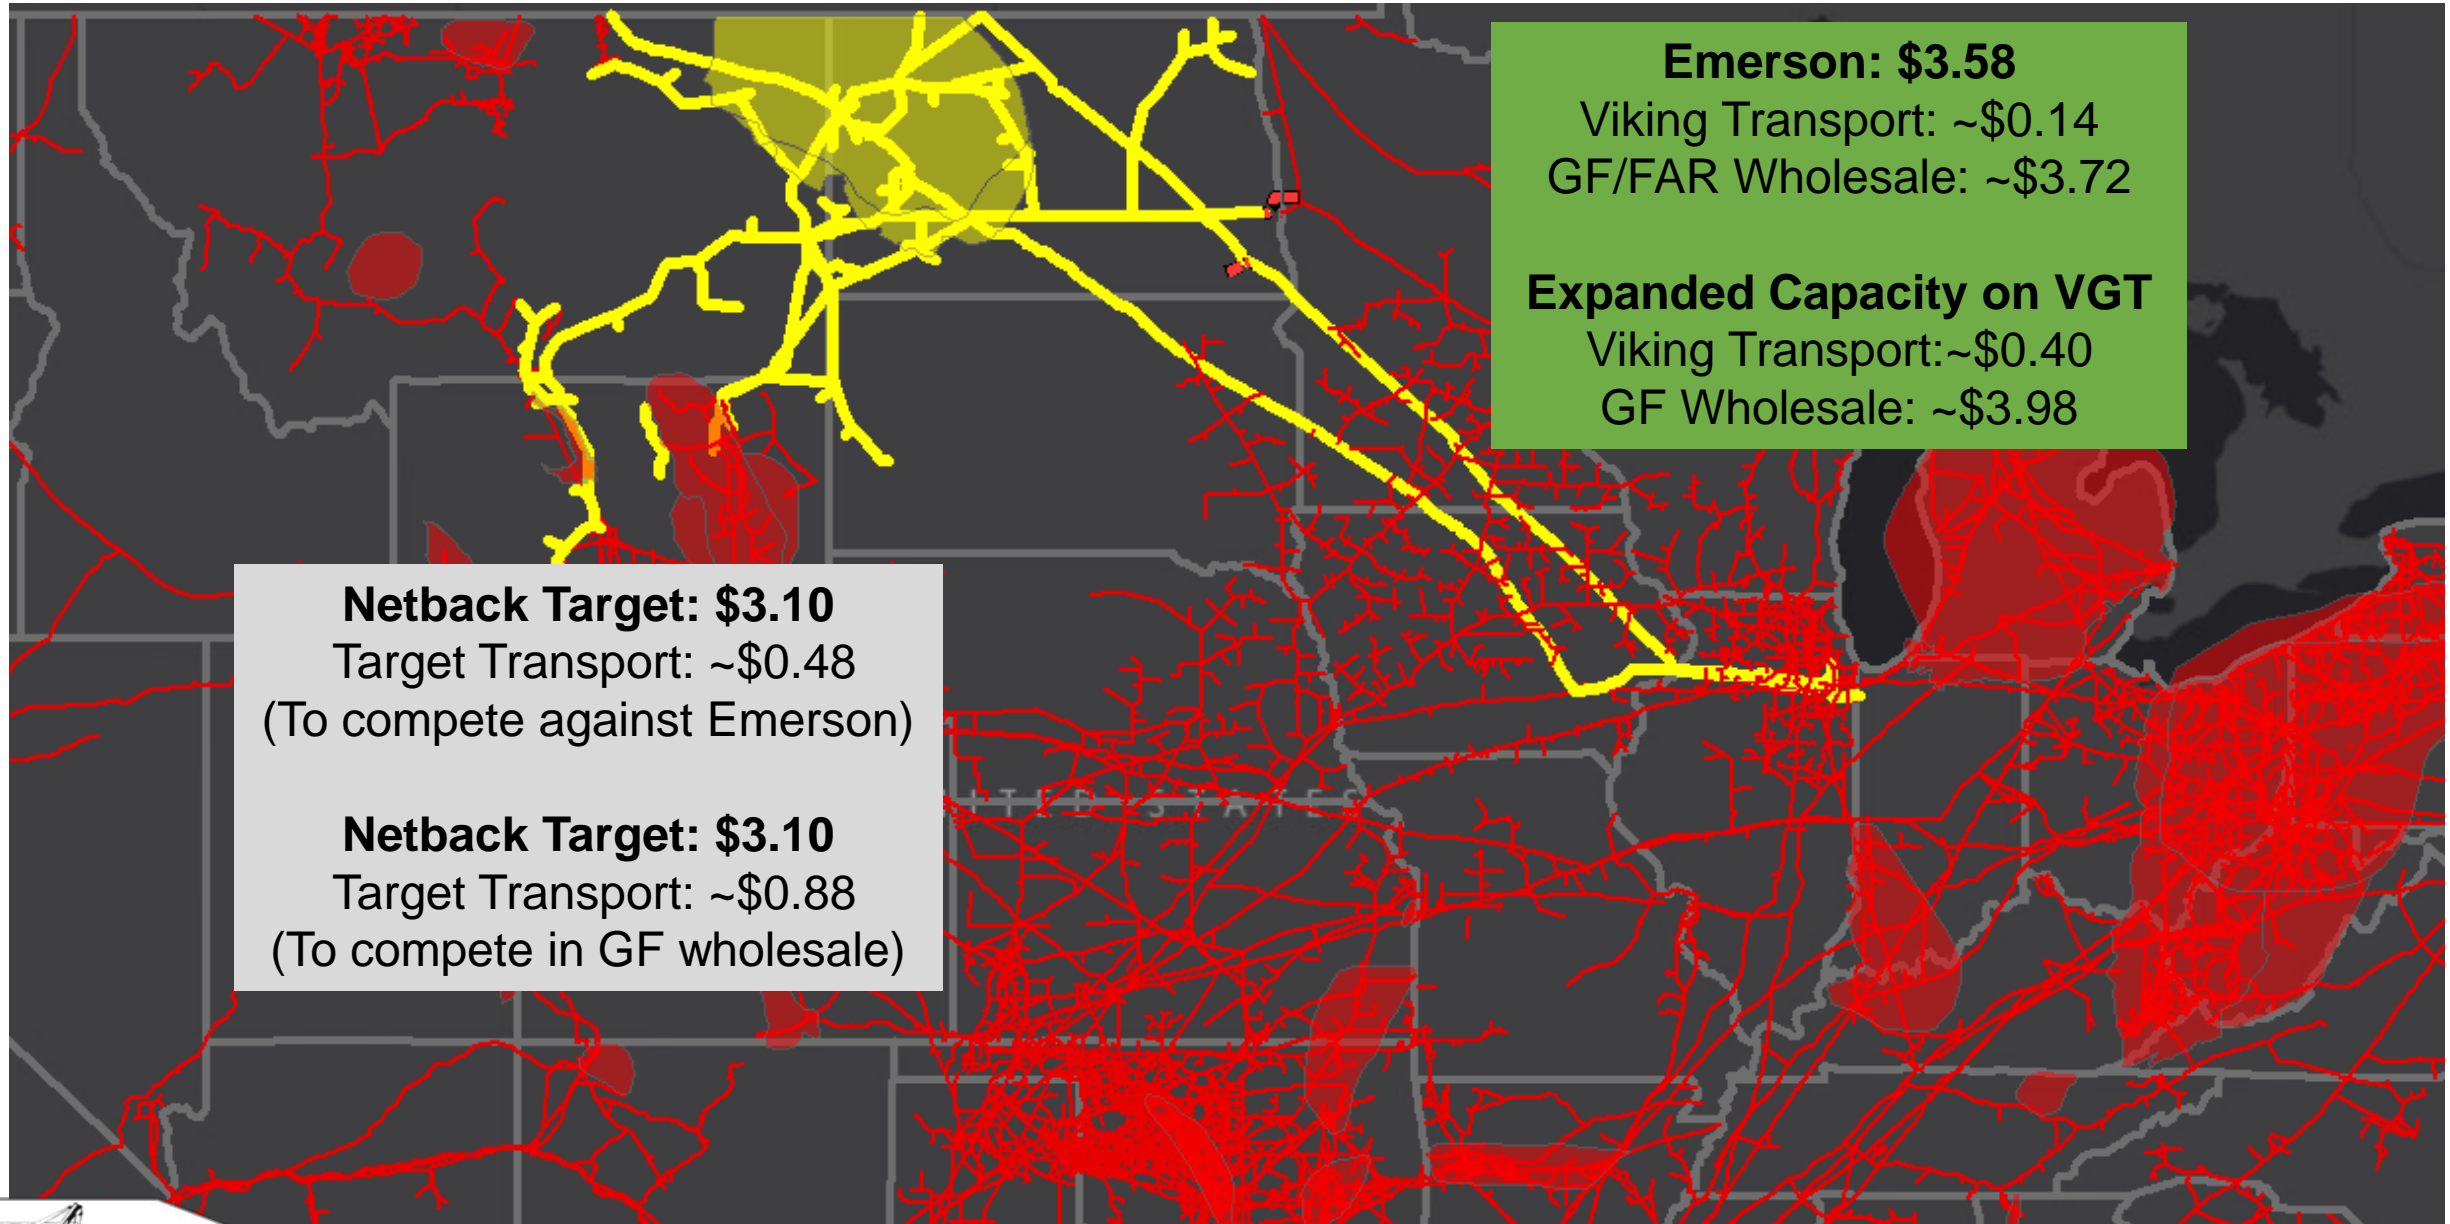 Emerson: $3.58
Viking Transport: ~$0.14
GF/FAR Wholesale: ~$3.72
Expanded Capacity on VGT
Viking Transport:~$0.40
GF Wholesale: ~$3.98
Netback Target: $3.10
Target Transport: ~$0.48
(To compete against Emerson)
Netback Target: $3.10
Target Transport: ~$0.88
(To compete in GF wholesale)
NITED STATES